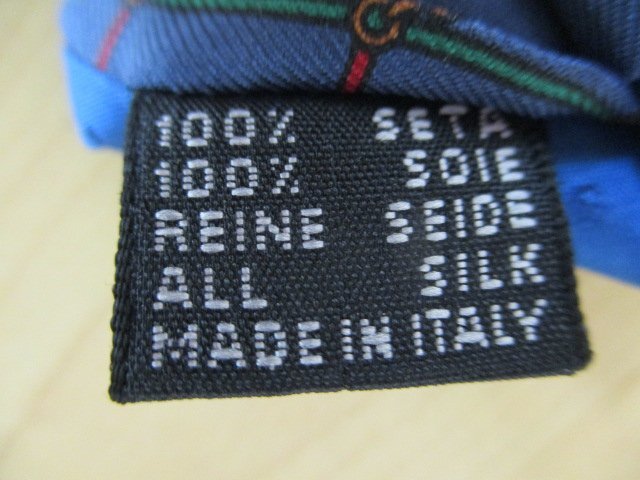 100% SETA
100% SOIE
REINE SEIDE
ALL SILK
MADE IN ITALY